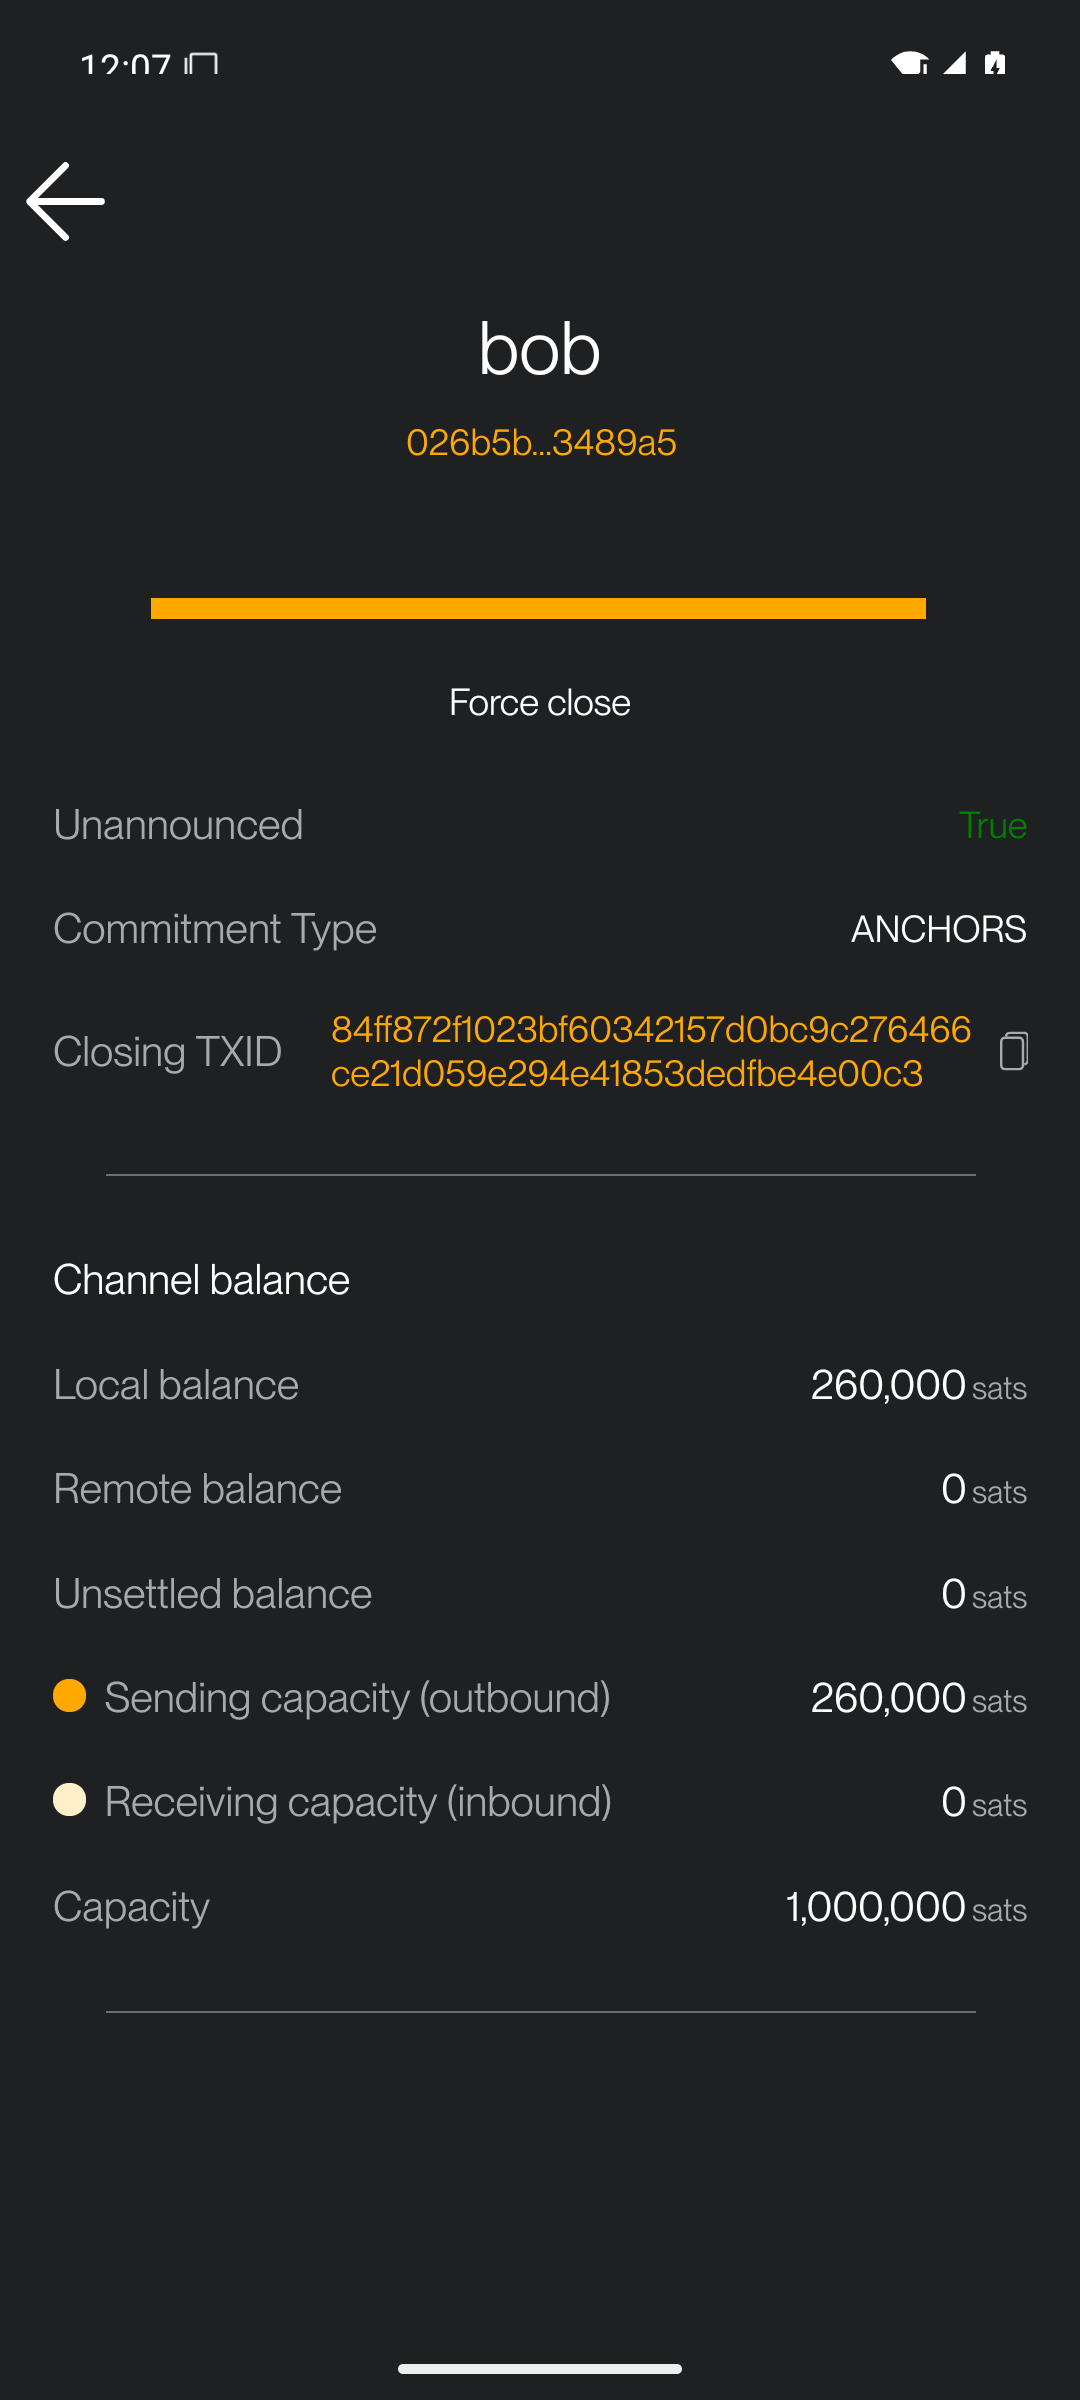 12:07
bob
026b5b...3489a5
Force close
Unannounced True
Commitment Type ANCHORS
Closing TXID 84ff872f1023bf60342157d0bc9c276466
ce21d059e294e41853dedfbe4e00c3
Channel balance
Local balance 260,000 sats
Remote balance 0 sats
Unsettled balance 0 sats
Sending capacity (outbound) 260,000 sats
Receiving capacity (inbound) 0 sats
Capacity 1,000,000 sats